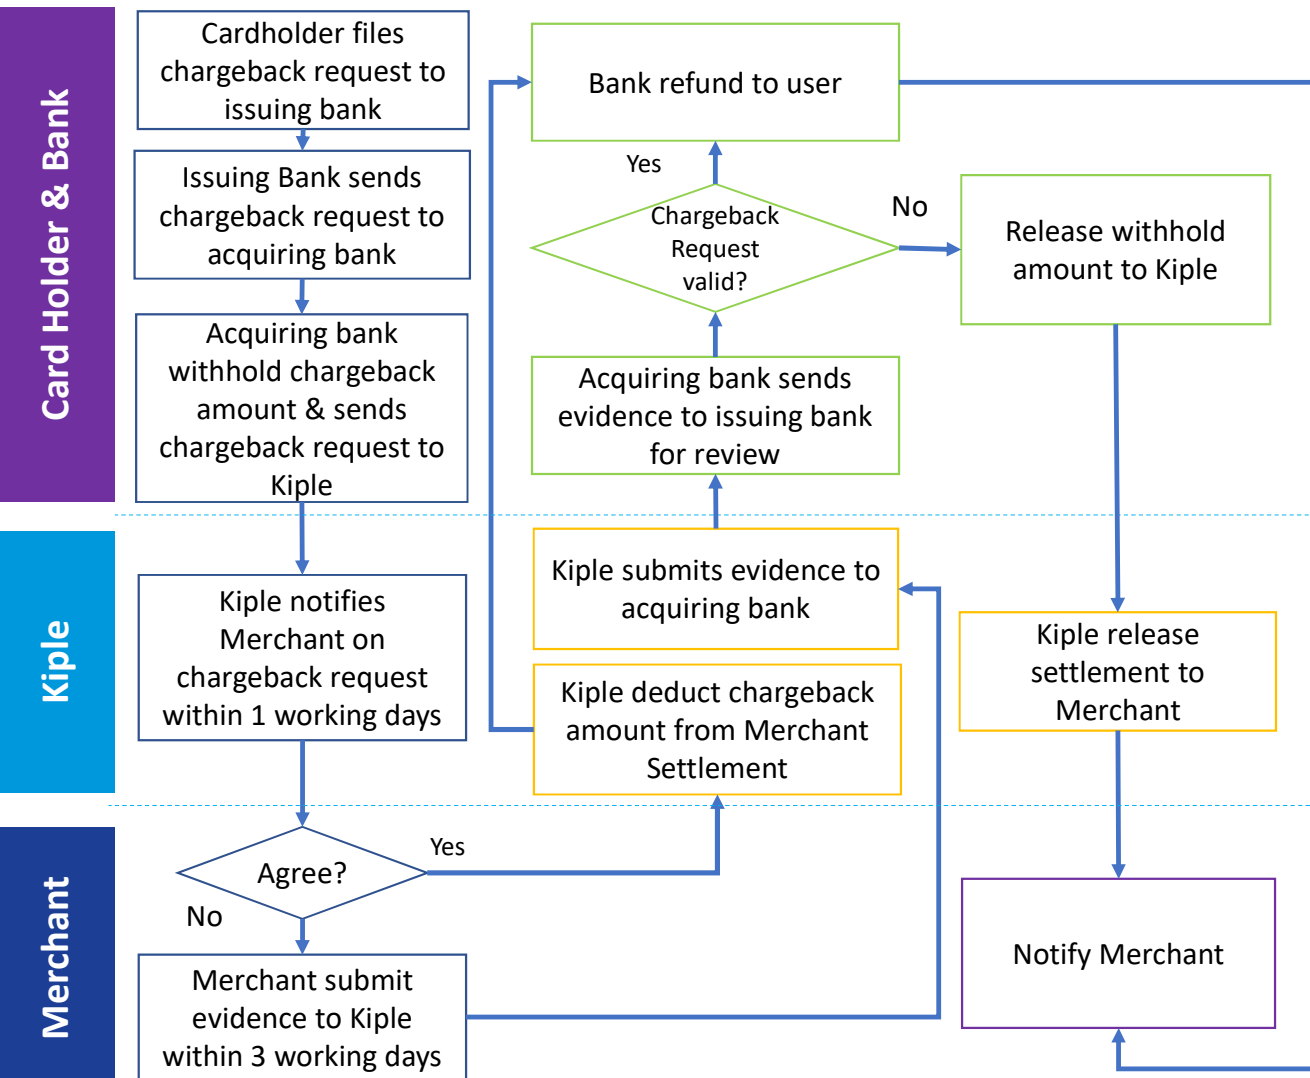 Card Holder & Bank
Cardholder files
chargeback request to
issuing bank
Issuing Bank sends
chargeback request to
acquiring bank
Acquiring bank
withhold chargeback
amount & sends
chargeback request to
Kiple
Bank refund to user
Yes
Chargeback
Request
valid?
No
Release withhold
amount to Kiple
Acquiring bank sends
evidence to issuing bank
for review
Kiple
Kiple notifies
Merchant on
chargeback request
within 1 working days
Kiple submits evidence to
acquiring bank
Kiple deduct chargeback
amount from Merchant
Settlement
Kiple release
settlement to
Merchant
Merchant
Agree?
Yes
No
Merchant submit
evidence to Kiple
within 3 working days
Notify Merchant